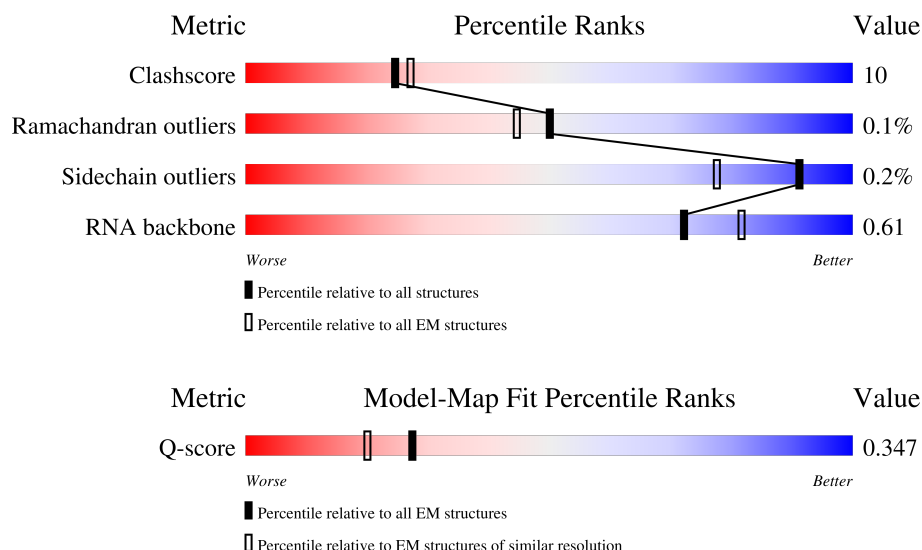 Metric Percentile Ranks Value
Clashscore 10
Ramachandran outliers 0.1%
Sidechain outliers 0.2%
RNA backbone 0.61
Worse Better
Percentile relative to all structures
Percentile relative to all EM structures
Metric Model-Map Fit Percentile Ranks Value
Q-score 0.347
Worse Better
Percentile relative to all EM structures
Percentile relative to EM structures of similar resolution